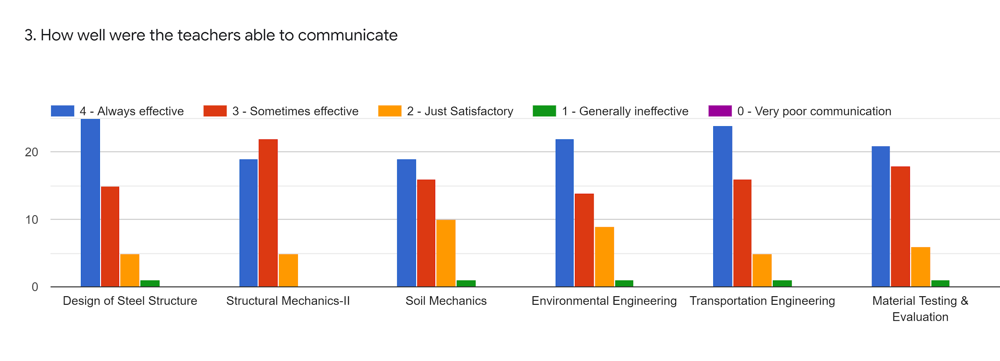 3. How well were the teachers able to communicate
4 - Always effective 3 - Sometimes effective 2 - Just Satisfactory 1 - Generally ineffective 0 - Very poor communication
20
10
0
Design of Steel Structure Structural Mechanics-II Soil Mechanics Environmental Engineering Transportation Engineering Material Testing &
Evaluation